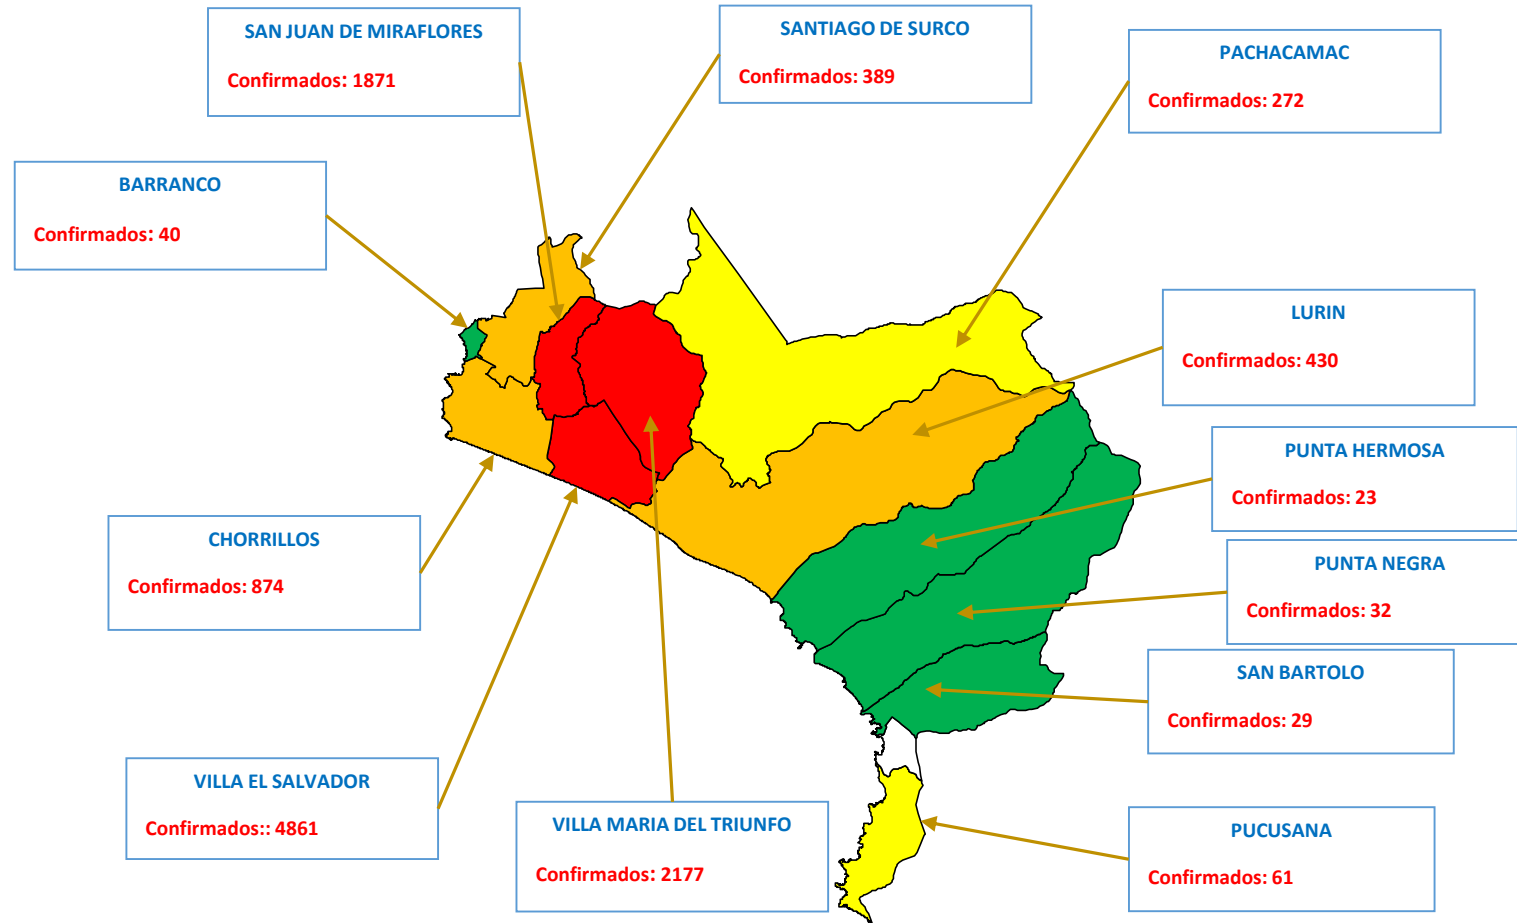 SAN JUAN DE MIRAFLORES
Confirmados: 1871
SANTIAGO DE SURCO
Confirmados: 389
PACHACAMAC
Confirmados: 272
BARRANCO
Confirmados: 40
LURIN
Confirmados: 430
PUNTA HERMOSA
Confirmados: 23
CHORRILLOS
Confirmados: 874
PUNTA NEGRA
Confirmados: 32
SAN BARTOLO
Confirmados: 29
VILLA EL SALVADOR
Confirmados:: 4861
VILLA MARIA DEL TRIUNFO
Confirmados: 2177
PUCUSANA
Confirmados: 61